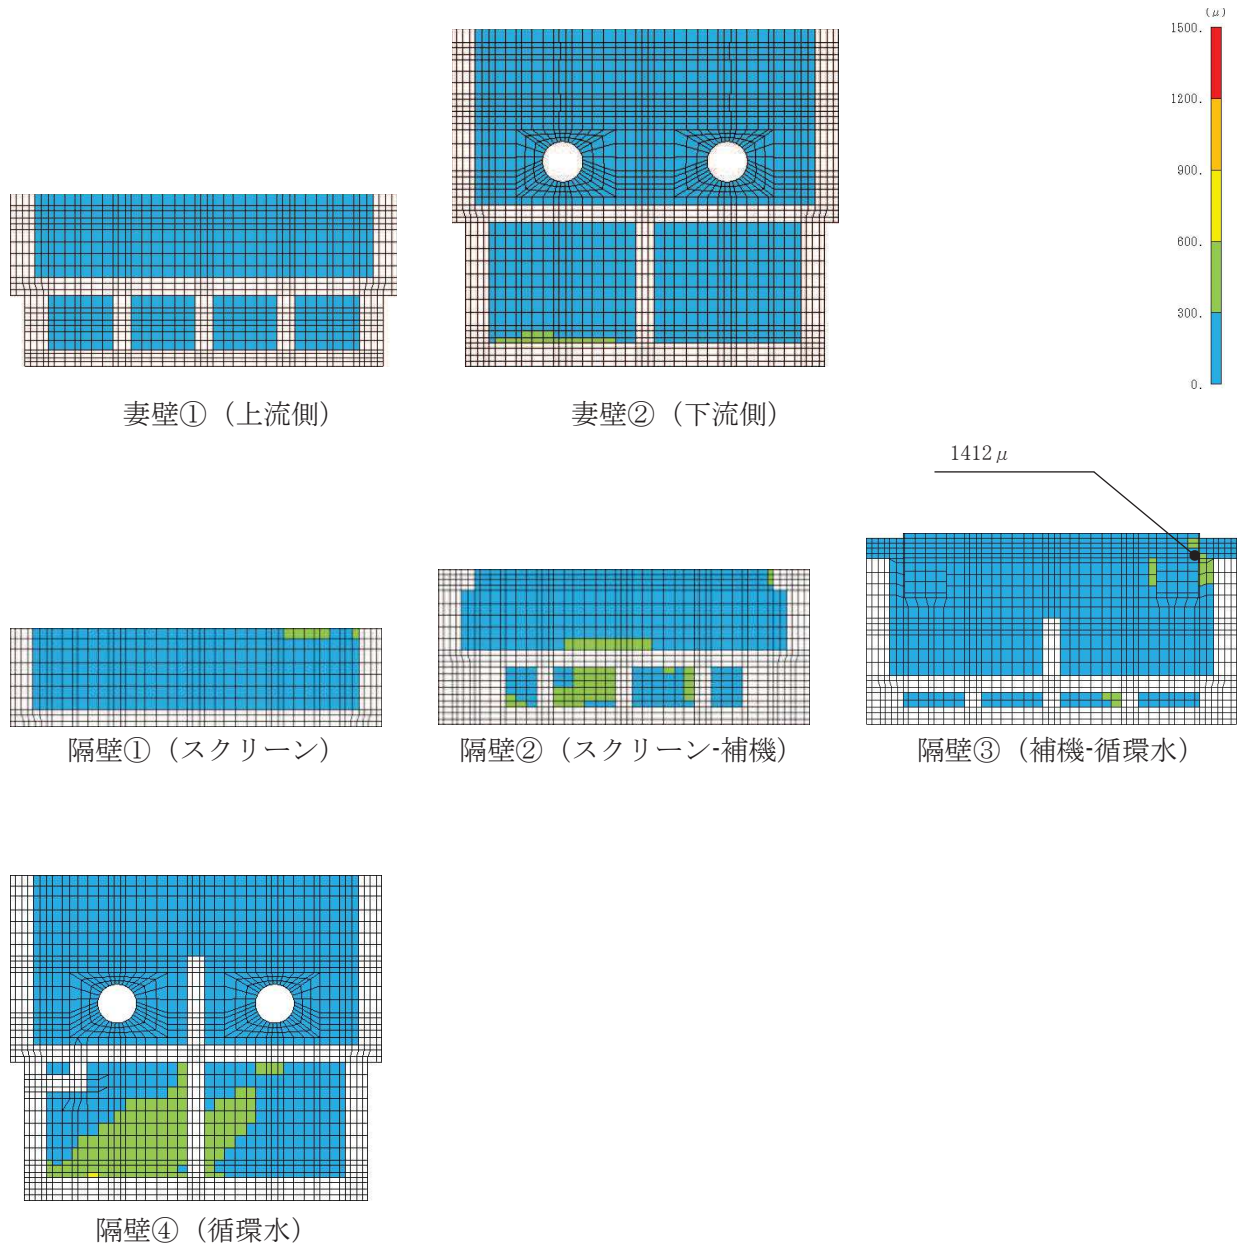 (μ)
1500.
1200.
900.
600.
300.
0.
妻壁①（上流側）
妻壁②（下流側）
1412μ
隔壁①（スクリーン）
隔壁②（スクリーン-補機）
隔壁③（補機-循環水）
隔壁④（循環水）